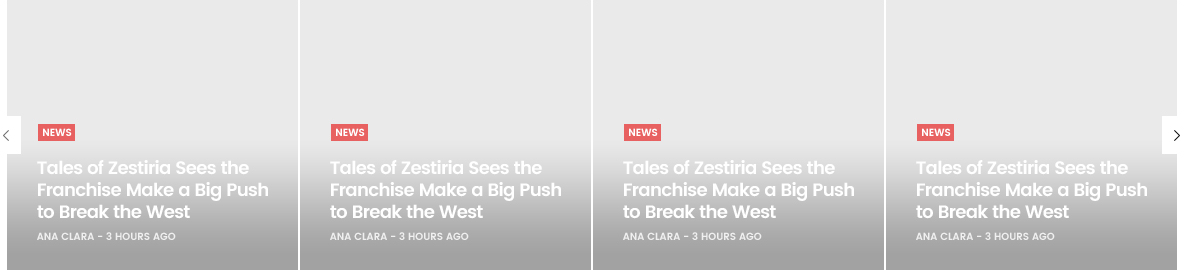 NEWS
Tales of Zestiria Sees the
Franchise Make a Big Push
to Break the West
ANA CLARA - 3 HOURS AGO
NEWS
Tales of Zestiria Sees the
Franchise Make a Big Push
to Break the West
ANA CLARA - 3 HOURS AGO
NEWS
Tales of Zestiria Sees the
Franchise Make a Big Push
to Break the West
ANA CLARA - 3 HOURS AGO
NEWS
Tales of Zestiria Sees the
Franchise Make a Big Push
to Break the West
ANA CLARA - 3 HOURS AGO